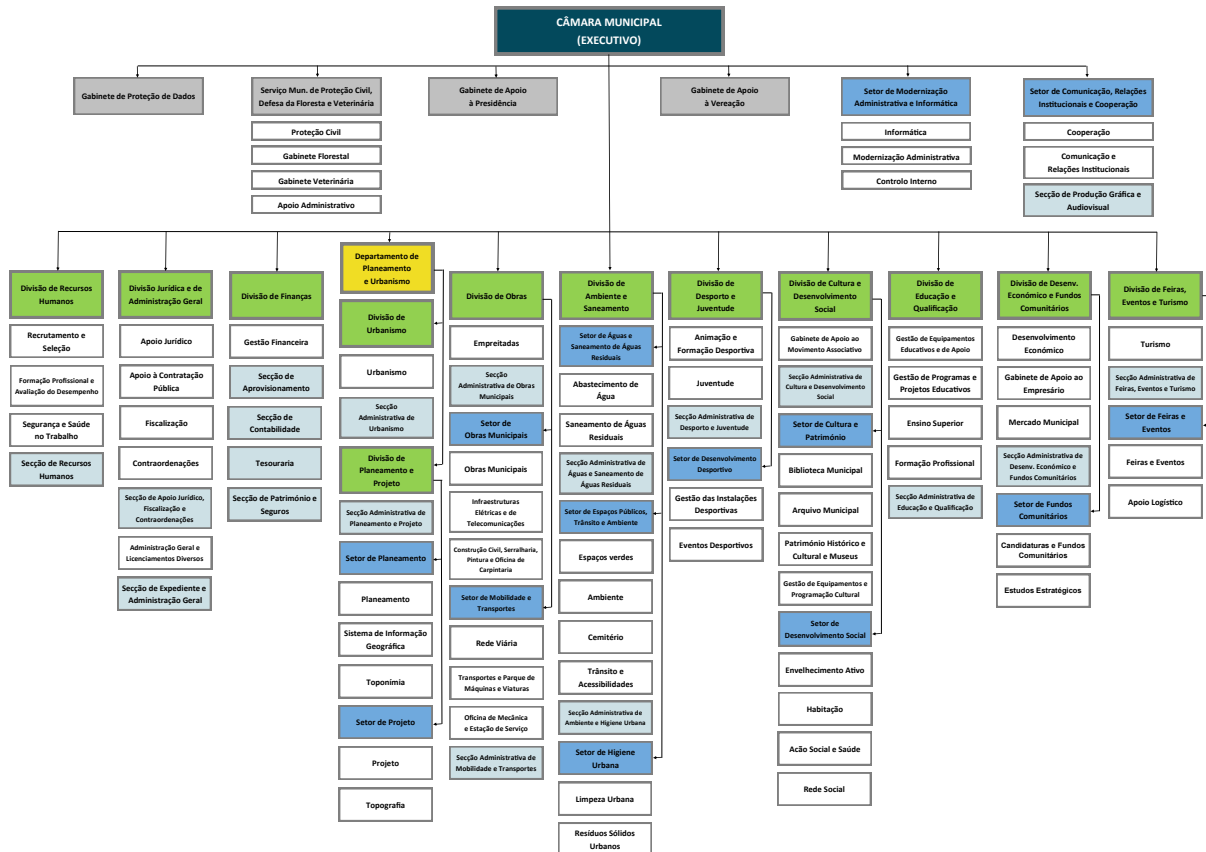 CÂMARA MUNICIPAL
(EXECUTIVO)
Gabinete de Proteção de Dados
Serviço Mun. de Proteção Civil,
Defesa da Floresta e Veterinária
Proteção Civil
Gabinete Florestal
Gabinete Veterinária
Apoio Administrativo
Gabinete de Apoio
à Presidência
Gabinete de Apoio
à Vereação
Setor de Modernização
Administrativa e Informática
Informática
Modernização Administrativa
Controlo Interno
Setor de Comunicação, Relações
Institucionais e Cooperação
Cooperação
Comunicação e
Relações Institucionais
Secção de Produção Gráfica e
Audiovisual
Divisão de Recursos
Humanos
Recrutamento e
Seleção
Formação Profissional e
Avaliação do Desempenho
Segurança e Saúde
no Trabalho
Secção de Recursos
Humanos
Divisão Jurídica e de
Administração Geral
Apoio Jurídico
Apoio à Contratação
Pública
Fiscalização
Contraordenações
Secção de Apoio Jurídico,
Fiscalização e
Contraordenações
Administração Geral e
Licenciamentos Diversos
Secção de Expediente e
Administração Geral
Divisão de Finanças
Gestão Financeira
Secção de
Aprovisionamento
Secção de
Contabilidade
Tesouraria
Secção de Património e
Seguros
Departamento de
Planeamento
e Urbanismo
Divisão de
Urbanismo
Urbanismo
Secção
Administrativa de
Urbanismo
Divisão de
Planeamento e
Projeto
Secção Administrativa de
Planeamento e Projeto
Setor de Planeamento
Planeamento
Sistema de Informação
Geográfica
Toponímia
Setor de Projeto
Projeto
Topografia
Divisão de Obras
Empreitadas
Secção
Administrativa de Obras
Municipais
Setor de
Obras Municipais
Obras Municipais
Infraestruturas
Elétricas e de
Telecomunicações
Construção Civil, Serralharia,
Pintura e Oficina de
Carpintaria
Setor de Mobilidade e
Transportes
Rede Viária
Transportes e Parque de
Máquinas e Viaturas
Oficina de Mecânica
e Estação de Serviço
Secção Administrativa de
Mobilidade e Transportes
Divisão de
Ambiente e
Saneamento
Setor de Águas e
Saneamento de Águas
Residuais
Abastecimento de
Água
Saneamento de Águas
Residuais
Secção Administrativa
de Águas e Saneamento de
Águas Residuais
Setor de Espaços Públicos,
Trânsito e Ambiente
Espaços verdes
Ambiente
Cemitério
Trânsito e
Acessibilidades
Secção Administrativa de
Ambiente e Higiene Urbana
Setor de Higiene
Urbana
Limpeza Urbana
Resíduos Sólidos
Urbanos
Divisão de
Desporto e
Juventude
Animação e
Formação Desportiva
Juventude
Secção Administrativa de
Desporto e Juventude
Setor de Desenvolvimento
Desportivo
Gestão das Instalações
Desportivas
Eventos Desportivos
Divisão de Cultura e
Desenvolvimento
Social
Gabinete de Apoio ao
Movimento Associativo
Secção Administrativa de
Cultura e Desenvolvimento
Social
Setor de Cultura e
Património
Biblioteca Municipal
Arquivo Municipal
Património Histórico e
Cultural e Museus
Gestão de Equipamentos e
Programação Cultural
Setor de
Desenvolvimento Social
Envelhecimento Ativo
Habitação
Acão Social e Saúde
Rede Social
Divisão de
Educação e
Qualificação
Gestão de Equipamentos
Educativos e de Apoio
Gestão de Programas e
Projetos Educativos
Ensino Superior
Formação Profissional
Secção Administrativa de
Educação e Qualificação
Divisão de Desenv.
Económico e Fundos
Comunitários
Desenvolvimento
Económico
Gabinete de Apoio ao
Empresário
Mercado Municipal
Secção Administrativa de
Desenv. Económico e
Fundos Comunitários
Setor de Fundos
Comunitários
Candidaturas e Fundos
Comunitários
Estudos Estratégicos
Divisão de Feiras,
Eventos e Turismo
Turismo
Secção Administrativa de
Feiras, Eventos e Turismo
Setor de Feiras e
Eventos
Feiras e Eventos
Apoio Logístico